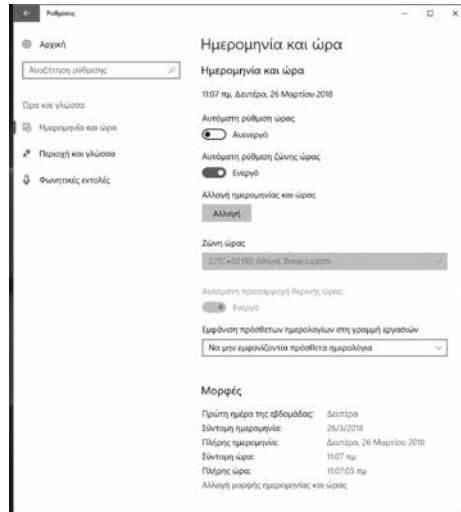 Ρυθμίσεις
Αρχική
Αναζήτηση ρύθμισης
Ώρα και γλώσσα
Ημερομηνία και ώρα
Περιοχή και γλώσσα
Φωνητικές εντολές
Ημερομηνία και ώρα
Ημερομηνία και ώρα
11:07 πμ, Δευτέρα, 26 Μαρτίου 2018
Αυτόματη ρύθμιση ώρας
Ανενεργό
Αυτόματη ρύθμιση ζώνης ώρας
Ενεργό
Αλλαγή ημερομηνίας και ώρας
Αλλαγή
Ζώνη ώρας
(UTC+02:00) Αθήνα, Βουκουρέστι
Αυτόματη προσαρμογή θερινής ώρας
Ενεργό
Εμφάνιση πρόσθετων ημερολογίων στη γραμμή εργασιών
Να μην εμφανίζονται πρόσθετα ημερολόγια
Μορφές
Πρώτη ημέρα της εβδομάδας: Δευτέρα
Σύντομη ημερομηνία: 26/3/2018
Πλήρης ημερομηνία: Δευτέρα, 26 Μαρτίου 2018
Σύντομη ώρα: 11:07 πμ
Πλήρης ώρα: 11:07:05 πμ
Αλλαγή μορφής ημερομηνίας και ώρας